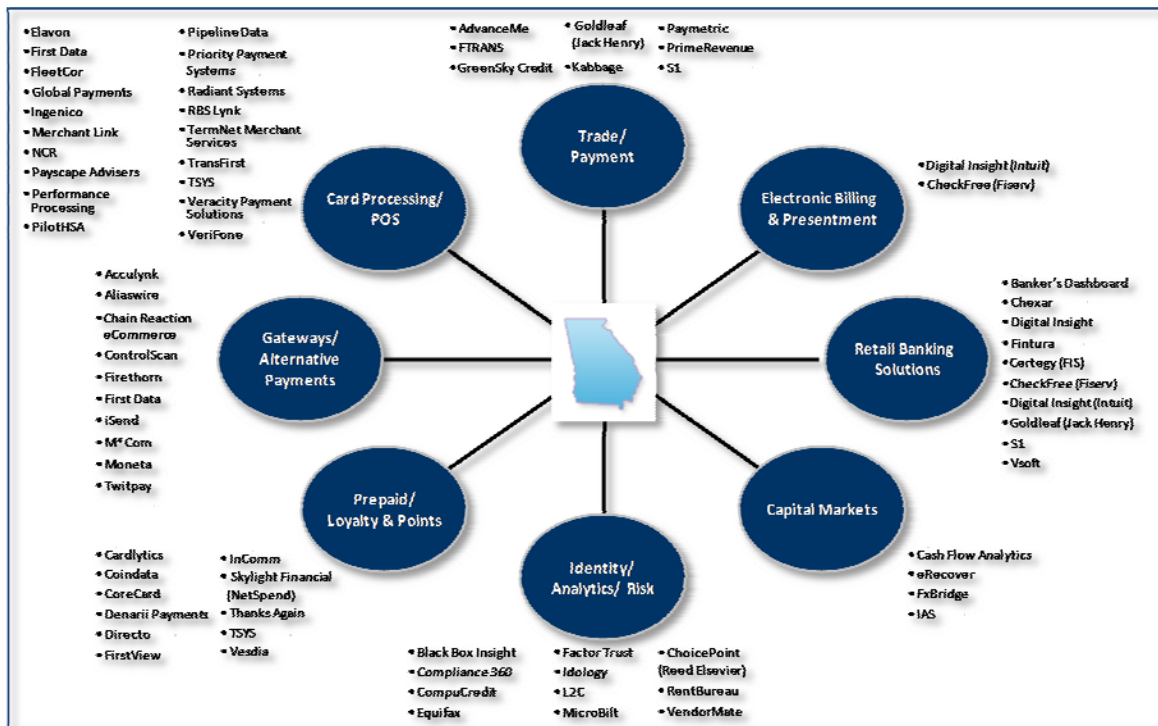 • Elavon
• First Data
• FleetCor
• Global Payments
• Ingenico
• Merchant Link
• NCR
• Payscape Advisers
• Performance
Processing
• PilotHSA
• Pipeline Data
• Priority Payment
Systems
• Radiant Systems
• RBS Lynk
• TermNet Merchant
Services
• TransFirst
• TSYS
• Veracity Payment
Solutions
• VeriFone
• AdvanceMe
• FTRANS
• GreenSky Credit
• Goldleaf
(Jack Henry)
• Kabbage
• Paymetric
• PrimeRevenue
• S1
Trade/
Payment
Card Processing/
POS
Electronic Billing
& Presentment
• Digital Insight (Intuit)
• CheckFree (Fiserv)
• Acculynk
• Aliaswire
• Chain Reaction
eCommerce
• ControlScan
• Firethorn
• First Data
• iSend
• M* Com
• Moneta
• Twitpay
Gateways/
Alternative
Payments
Retail Banking
Solutions
• Banker's Dashboard
• Chexar
• Digital Insight
• Fintura
• Certegy (FIS)
• CheckFree (Fiserv)
• Digital Insight (Intuit)
• Goldleaf (Jack Henry)
• S1
• Vsoft
Prepaid/
Loyalty & Points
Capital Markets
Identity/
Analytics/ Risk
• Cardlytics
• Coindata
• CoreCard
• Denarii Payments
• Directo
• FirstView
• InComm
• Skylight Financial
(NetSpend)
• Thanks Again
• TSYS
• Vesdia
• Cash Flow Analytics
• eRecover
• FxBridge
• IAS
• Black Box Insight
• Compliance 360
• CompuCredit
• Equifax
• Factor Trust
• Idology
• L2C
• MicroBilt
• ChoicePoint
(Reed Elsevier)
• RentBureau
• VendorMate